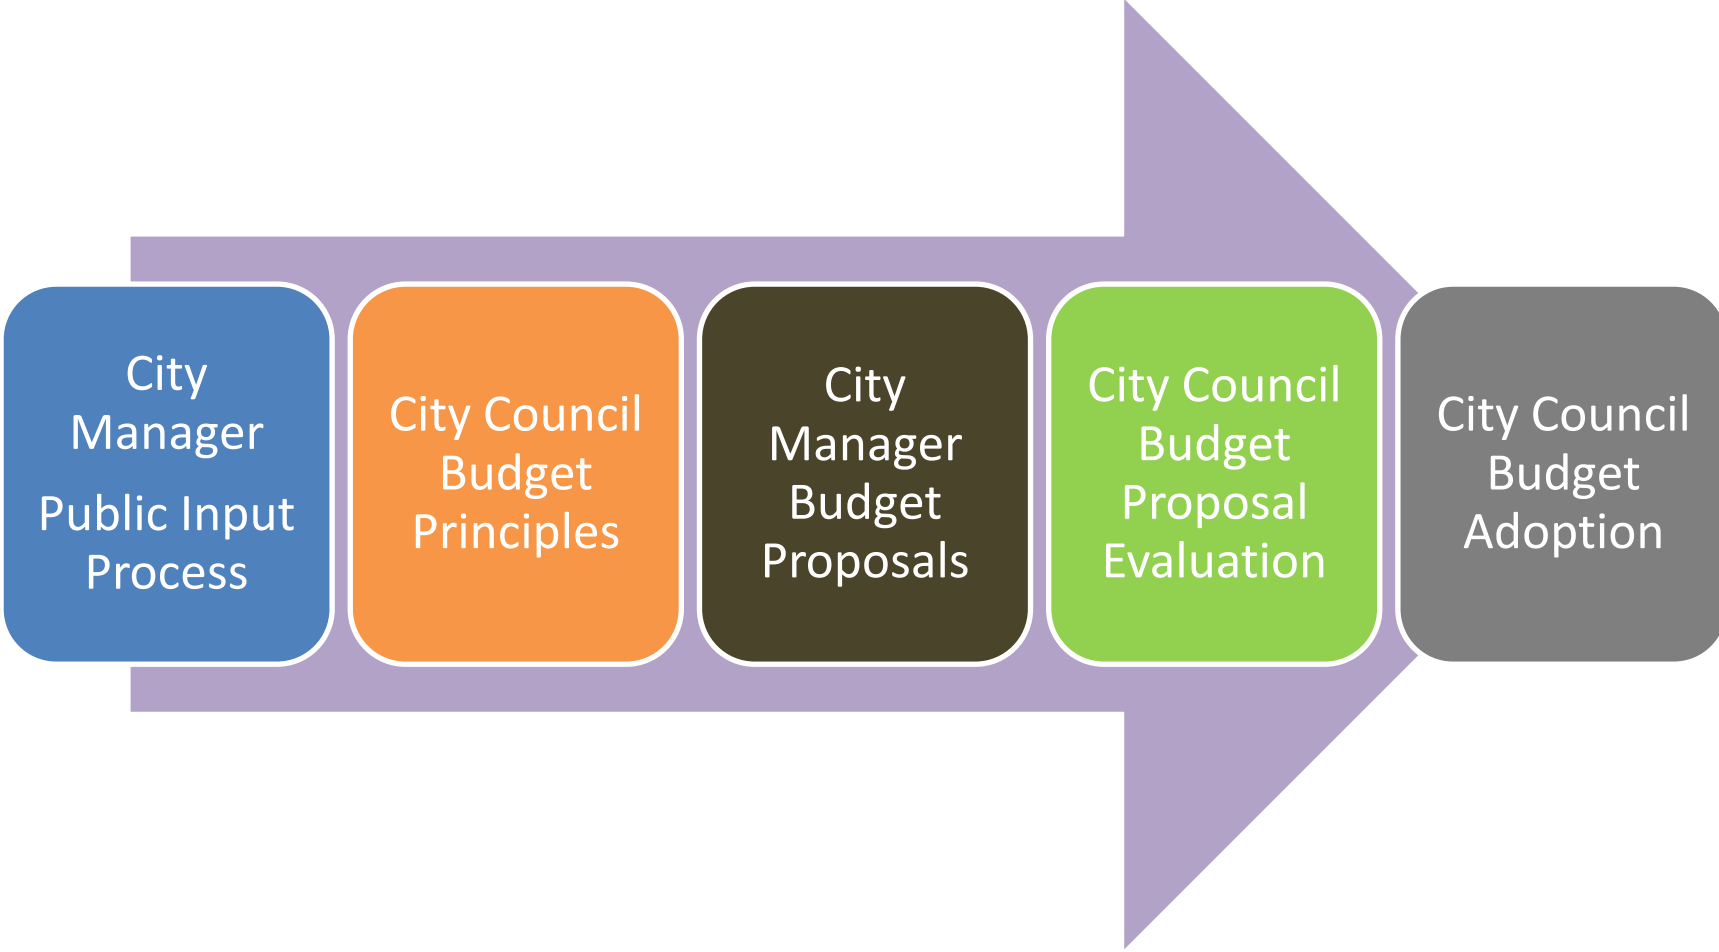 City
Manager
Public Input
Process
City Council
Budget
Principles
City
Manager
Budget
Proposals
City Council
Budget
Proposal
Evaluation
City Council
Budget
Adoption